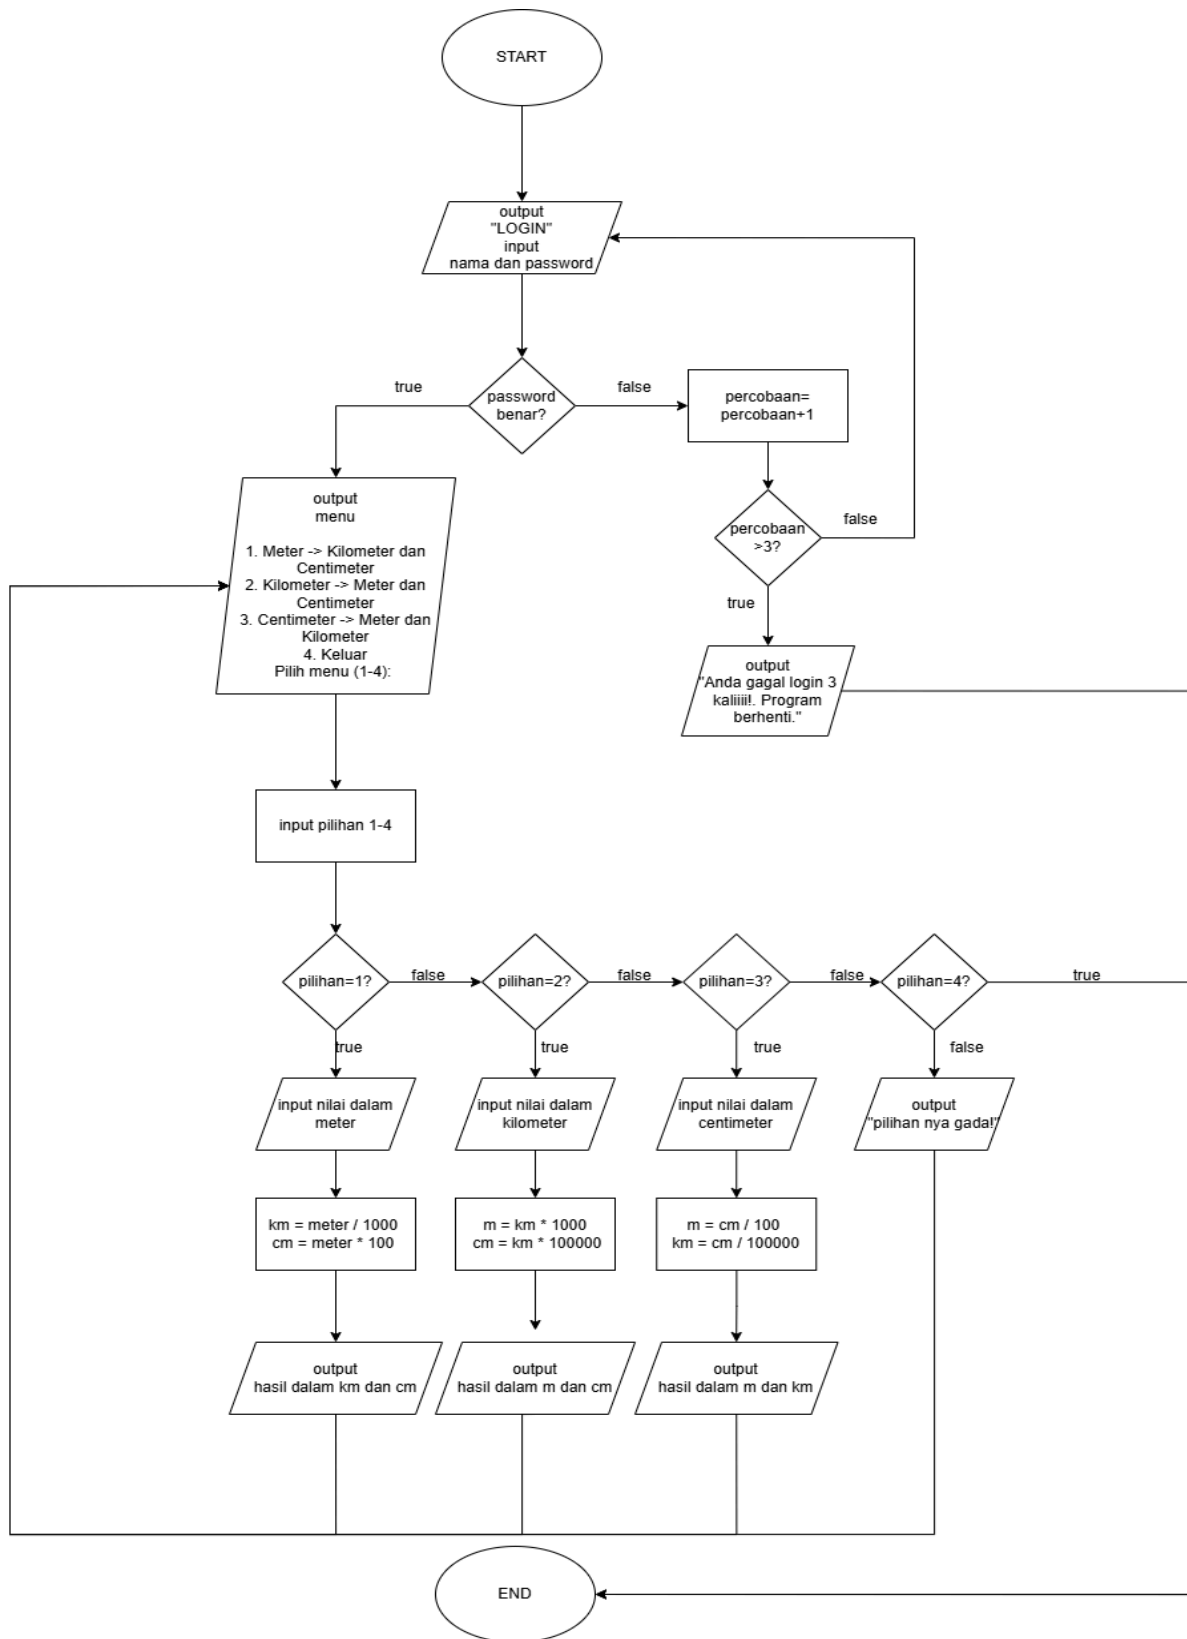 START
output
"LOGIN"
input
nama dan password
true
password
benar?
false
percobaan=
percobaan+1
percobaan
>3?
false
true
output
"Anda gagal login 3
kaliiii!. Program
berhenti."
output
menu
1. Meter -> Kilometer dan
Centimeter
2. Kilometer -> Meter dan
Centimeter
3. Centimeter -> Meter dan
Kilometer
4. Keluar
Pilih menu (1-4):
input pilihan 1-4
pilihan=1?
false
pilihan=2?
false
pilihan=3?
false
pilihan=4?
true
true
true
true
false
input nilai dalam
meter
input nilai dalam
kilometer
input nilai dalam
centimeter
output
"pilihan nya gada!"
km = meter / 1000
cm = meter * 100
m = km * 1000
cm = km * 100000
m = cm / 100
km = cm / 100000
output
hasil dalam km dan cm
output
hasil dalam m dan cm
output
hasil dalam m dan km
END